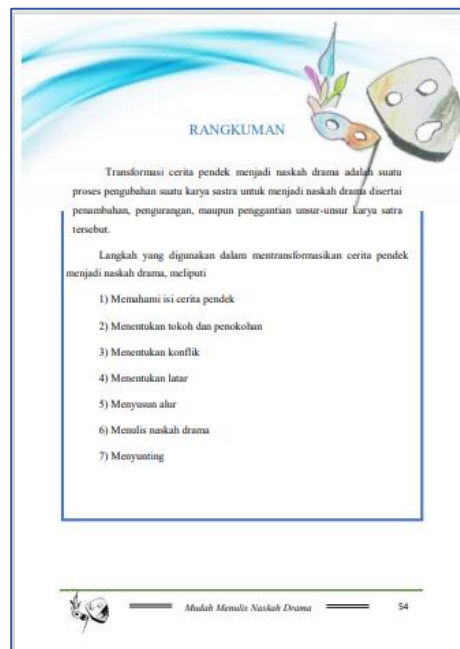 RANGKUMAN
Transformasi cerita pendek menjadi naskah drama adalah suatu
proses pengubahan suatu karya sastra untuk menjadi naskah drama disertai
penambahan, pengurangan, maupun penggantian unsur-unsur karya satra
tersebut.
Langkah yang digunakan dalam mentransformasikan cerita pendek
menjadi naskah drama, meliputi
1) Memahami isi cerita pendek
2) Menentukan tokoh dan penokohan
3) Menentukan konflik
4) Menentukan latar
5) Menyusun alur
6) Menulis naskah drama
7) Menyunting
Mudah Menulis Naskah Drama 54